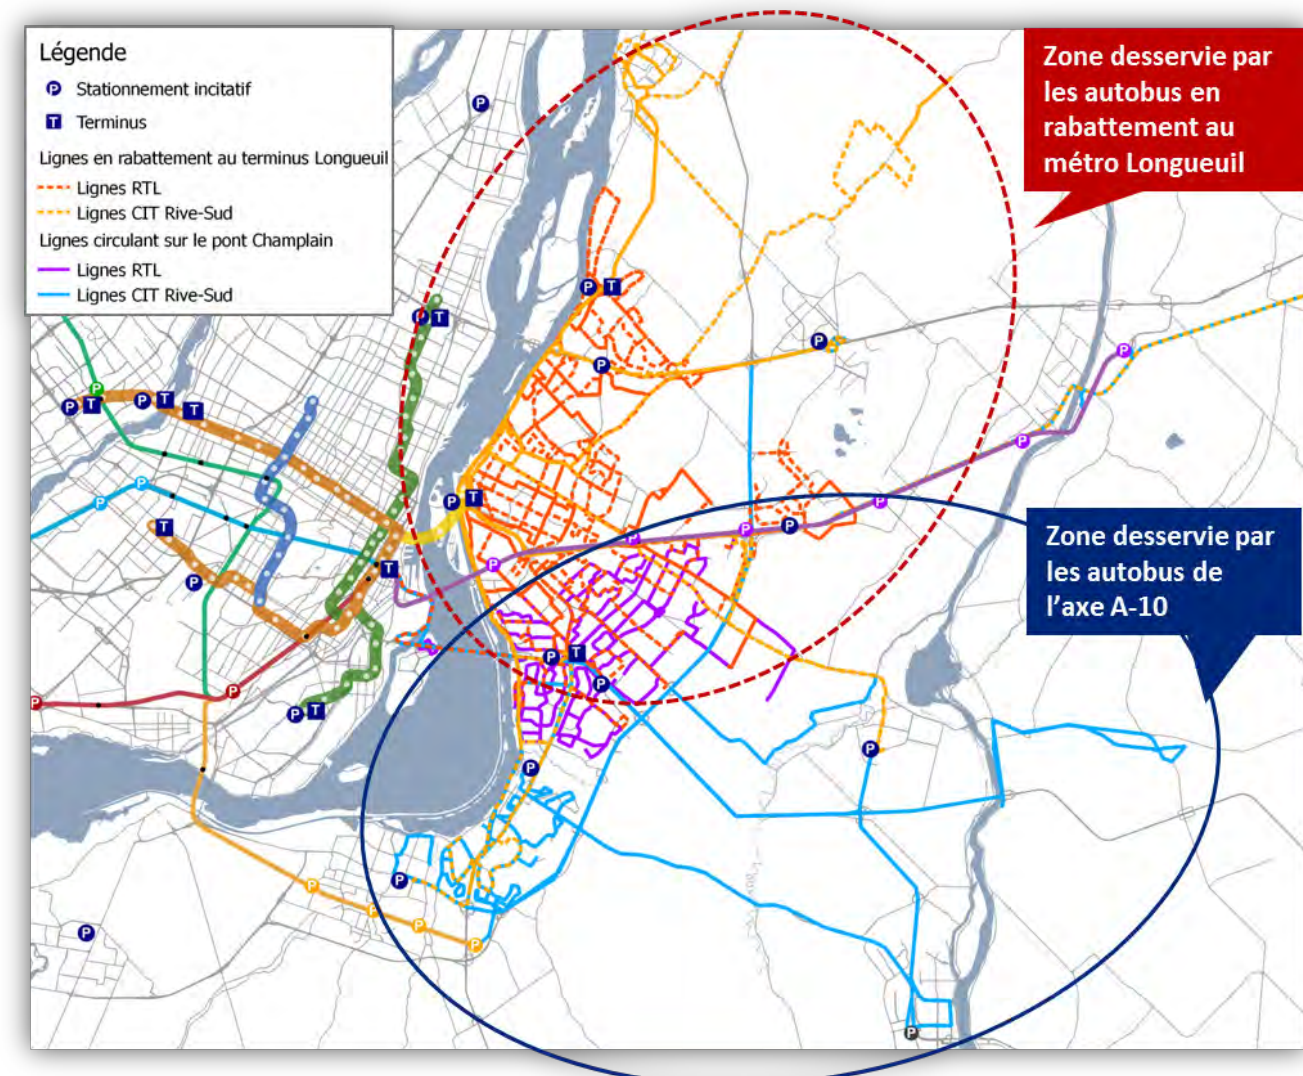 Légende
P Stationnement incitatif
T Terminus
Lignes en rabattement au terminus Longueuil
Lignes RTL
Lignes CIT Rive-Sud
Lignes circulant sur le pont Champlain
Lignes RTL
Lignes CIT Rive-Sud
Zone desservie par
les autobus en
rabattement au
métro Longueuil
Zone desservie par
les autobus de
l’axe A-10